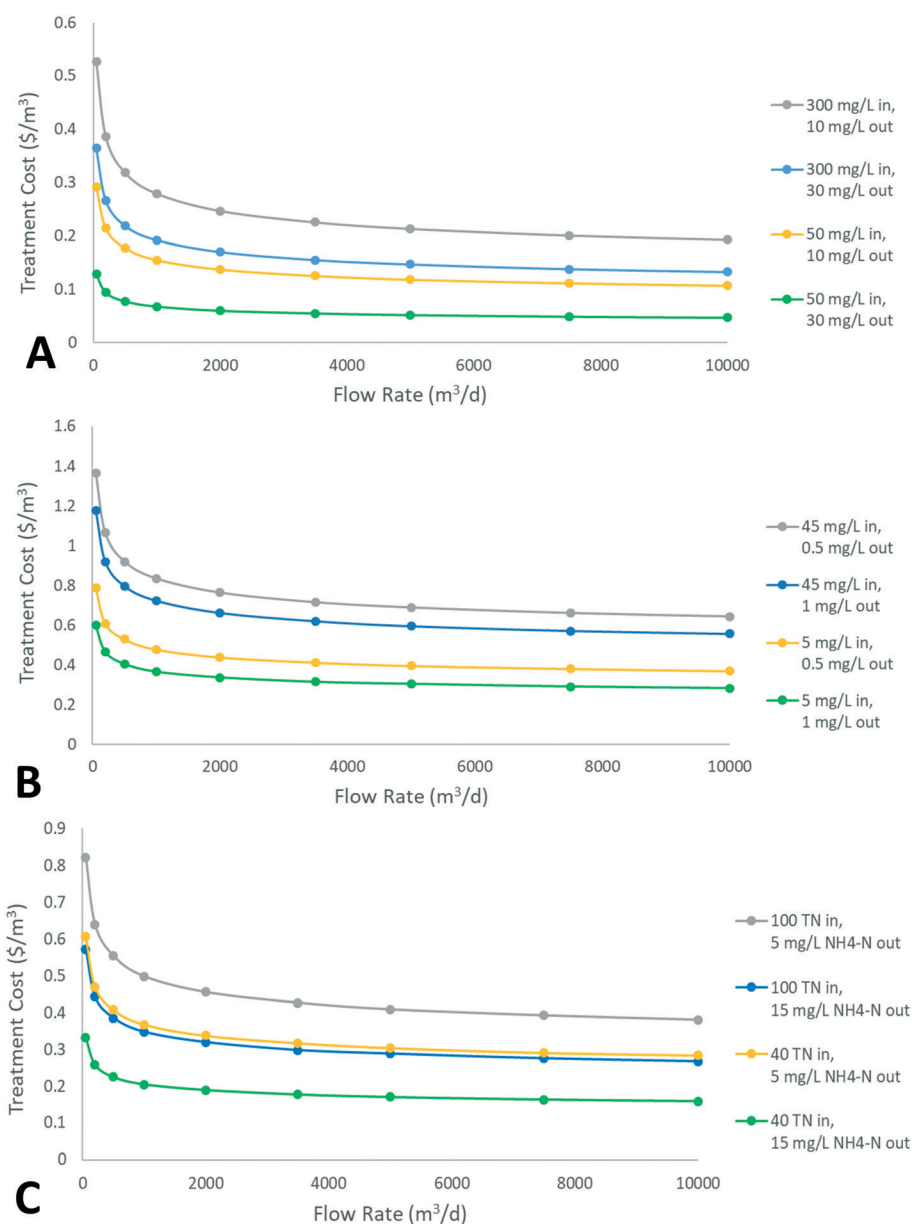 0.6
0.5
0.4
0.3
0.2
0.1
0
Treatment Cost ($/m³)
0 2000 4000 6000 8000 10000
Flow Rate (m³/d)
300 mg/L in,
10 mg/L out
300 mg/L in,
30 mg/L out
50 mg/L in,
10 mg/L out
50 mg/L in,
30 mg/L out
A
1.6
1.4
1.2
1
0.8
0.6
0.4
0.2
0
Treatment Cost ($/m³)
0 2000 4000 6000 8000 10000
Flow Rate (m³/d)
45 mg/L in,
0.5 mg/L out
45 mg/L in,
1 mg/L out
5 mg/L in,
0.5 mg/L out
5 mg/L in,
1 mg/L out
B
0.9
0.8
0.7
0.6
0.5
0.4
0.3
0.2
0.1
0
Treatment Cost ($/m³)
0 2000 4000 6000 8000 10000
Flow Rate (m³/d)
100 TN in,
5 mg/L NH4-N out
100 TN in,
15 mg/L NH4-N out
40 TN in,
5 mg/L NH4-N out
40 TN in,
15 mg/L NH4-N out
C